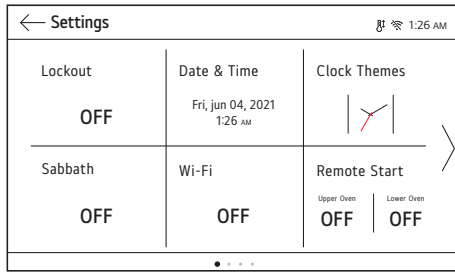 Settings
1:26 AM
Lockout
OFF
Date & Time
Fri, jun 04, 2021
1:26 AM
Clock Themes
Sabbath
OFF
Wi-Fi
OFF
Remote Start
Upper Oven Lower Oven
OFF OFF